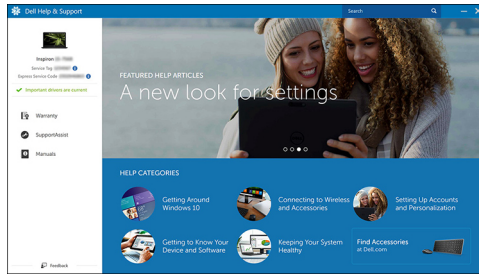 Dell Help & Support
Search
Inspiron
Service Tag
Express Service Code
Important drivers are current
Warranty
SupportAssist
Manuals
Feedback
FEATURED HELP ARTICLES
A new look for settings
HELP CATEGORIES
Getting Around
Windows 10
Connecting to Wireless
and Accessories
Setting Up Accounts
and Personalization
Getting to Know Your
Device and Software
Keeping Your System
Healthy
Find Accessories
at Dell.com